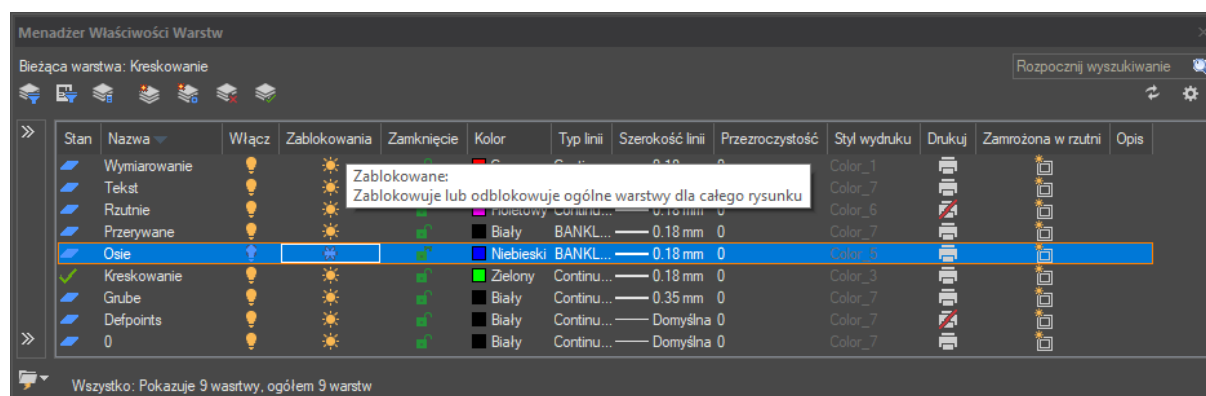 Menadżer Właściwości Warstw
Bieżąca warstwa: Kreskowanie
Rozpocznij wyszukiwanie
Stan Nazwa Włącz Zablokowania Zamknięcie Kolor Typ linii Szerokość linii Przezroczystość Styl wydruku Drukuj Zamrożona w rzutni Opis
Wymiarowanie Color_1
Zablokowane:
Tekst Color_7
Zablokowuje lub odblokowuje ogólne warstwy dla całego rysunku
Rzutnie Fioletowy Continu... 0.18 mm 0 Color_6
Przerywane Biały BANKL... 0.18 mm 0 Color_7
Osie Niebieski BANKL... 0.18 mm 0 Color_5
Kreskowanie Zielony Continu... 0.18 mm 0 Color_3
Grube Biały Continu... 0.35 mm 0 Color_7
Defpoints Biały Continu... Domyślna 0 Color_7
0 Biały Continu... Domyślna 0 Color_7
Wszystko: Pokazuje 9 wasrtwy, ogółem 9 warstw